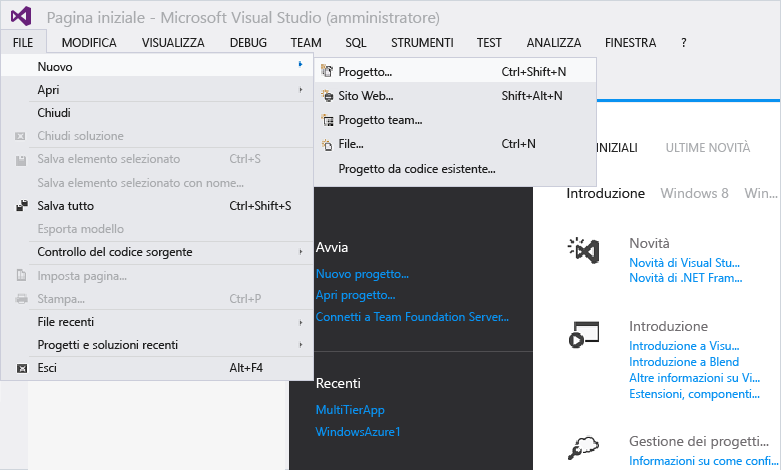 Pagina iniziale - Microsoft Visual Studio (amministratore)
FILE MODIFICA VISUALIZZA DEBUG TEAM SQL STRUMENTI TEST ANALIZZA FINESTRA ?
Nuovo
Apri
Chiudi
Chiudi soluzione
Salva elemento selezionato Ctrl+S
Salva elemento selezionato con nome...
Salva tutto Ctrl+Shift+S
Esporta modello
Controllo del codice sorgente
Imposta pagina...
Stampa... Ctrl+P
File recenti
Progetti e soluzioni recenti
Esci Alt+F4
Progetto... Ctrl+Shift+N
Sito Web... Shift+Alt+N
Progetto team...
File... Ctrl+N
Progetto da codice esistente...
Avvia
Nuovo progetto...
Apri progetto...
Connetti a Team Foundation Server...
Recenti
MultiTierApp
WindowsAzure1
INIZIALI ULTIME NOVITÀ
Introduzione Windows 8 Win...
Novità
Novità di Visual Stu...
Novità di .NET Fram...
Introduzione
Introduzione a Visu...
Introduzione a Blend
Altre informazioni su Vi...
Estensioni, componenti...
Gestione dei progetti...
Informazioni su come confi...